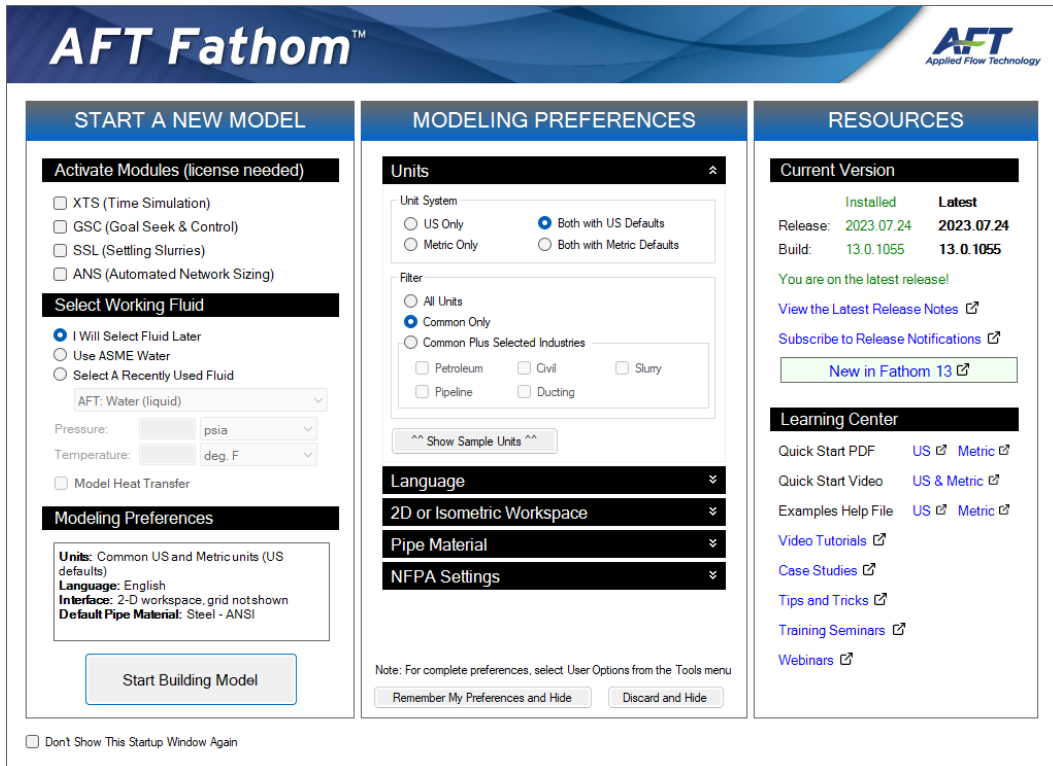 AFT Fathom™
AFT
Applied Flow Technology
START A NEW MODEL
Activate Modules (license needed)
XTS (Time Simulation)
GSC (Goal Seek & Control)
SSL (Settling Slurries)
ANS (Automated Network Sizing)
Select Working Fluid
I Will Select Fluid Later
Use ASME Water
Select A Recently Used Fluid
AFT: Water (liquid)
Pressure: psia
Temperature: deg. F
Model Heat Transfer
Modeling Preferences
Units: Common US and Metric units (US
defaults)
Language: English
Interface: 2-D workspace, grid not shown
Default Pipe Material: Steel - ANSI
Start Building Model
Don't Show This Startup Window Again
MODELING PREFERENCES
Units
Unit System
US Only Both with US Defaults
Metric Only Both with Metric Defaults
Filter
All Units
Common Only
Common Plus Selected Industries
Petroleum Civil Slurry
Pipeline Ducting
^^ Show Sample Units ^^
Language
2D or Isometric Workspace
Pipe Material
NFPA Settings
Note: For complete preferences, select User Options from the Tools menu
Remember My Preferences and Hide Discard and Hide
RESOURCES
Current Version
Installed Latest
Release: 2023.07.24 2023.07.24
Build: 13.0.1055 13.0.1055
You are on the latest release!
View the Latest Release Notes
Subscribe to Release Notifications
New in Fathom 13
Learning Center
Quick Start PDF US Metric
Quick Start Video US & Metric
Examples Help File US Metric
Video Tutorials
Case Studies
Tips and Tricks
Training Seminars
Webinars